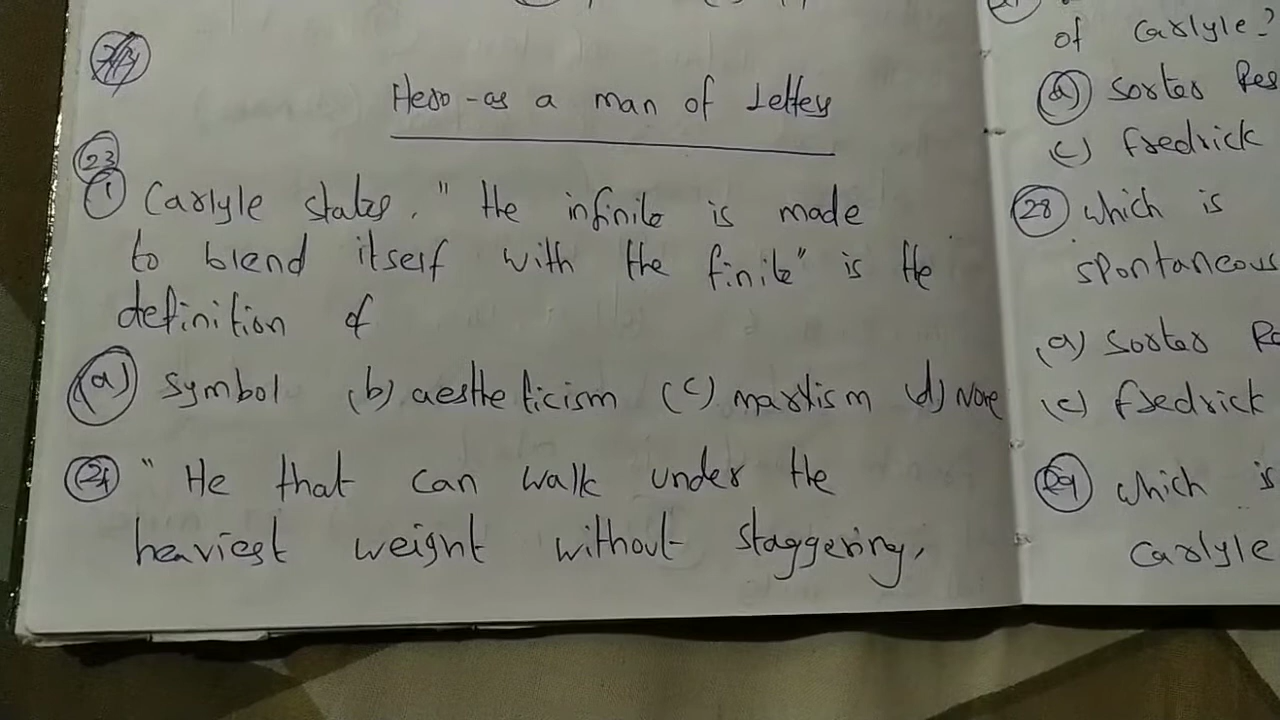 Hero - as a man of Letters
23
1 Carlyle states, "the infinite is made
to blend itself with the finite" is the
definition of
(a) symbol (b) aestheticism (c) marxism (d) None
24 "He that can walk under the
heaviest weight without staggering,
of Carlyle?
(a) Sorter Res
(c) Fredrick
28 which is
spontaneous
(a) Sorter Re
(c) Fredrick
29 which is
Carlyle